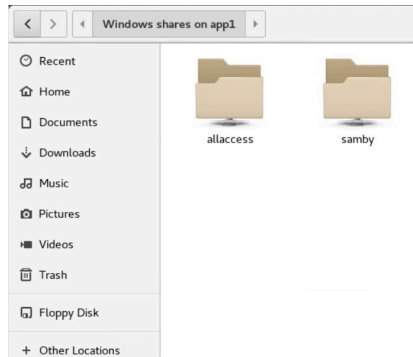 Windows shares on app1
Recent
Home
Documents
Downloads
Music
Pictures
Videos
Trash
Floppy Disk
+ Other Locations
allaccess
samby